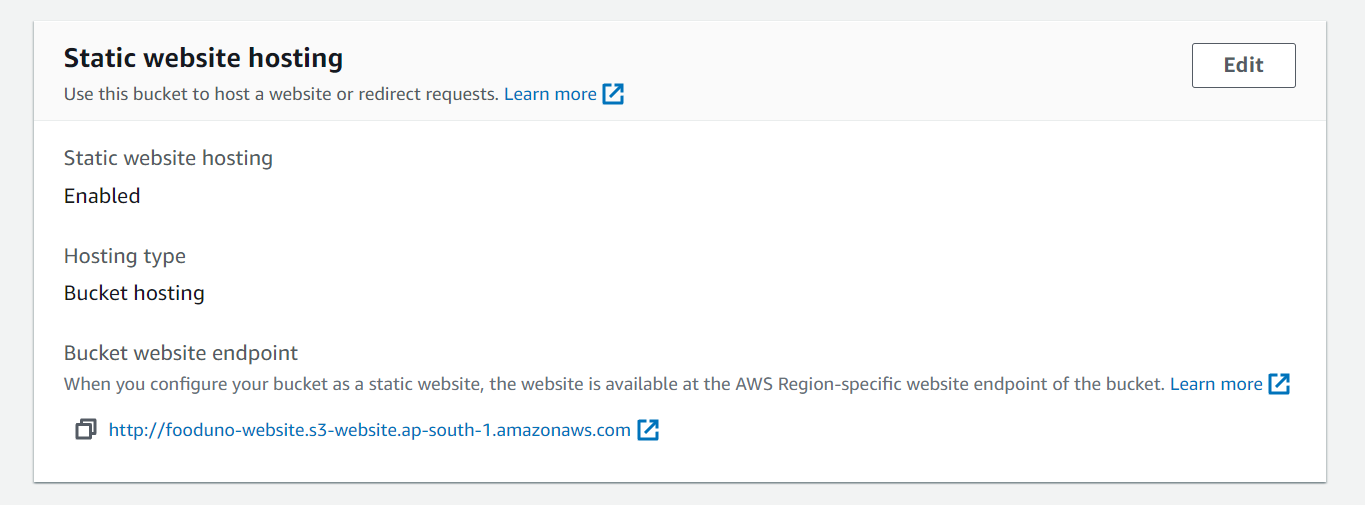 Static website hosting
Edit
Use this bucket to host a website or redirect requests. Learn more
Static website hosting
Enabled
Hosting type
Bucket hosting
Bucket website endpoint
When you configure your bucket as a static website, the website is available at the AWS Region-specific website endpoint of the bucket. Learn more
http://fooduno-website.s3-website.ap-south-1.amazonaws.com